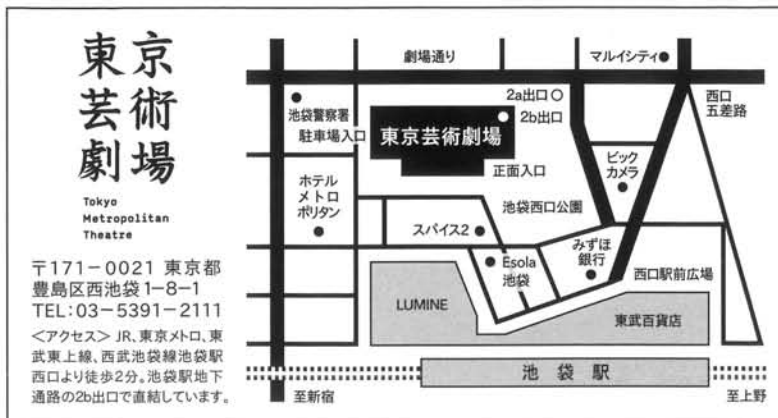 東京
芸術
劇場
Tokyo
Metropolitan
Theatre
〒171-0021 東京都
豊島区西池袋1-8-1
TEL:03-5391-2111
<アクセス> JR、東京メトロ、東
武東上線、西武池袋線池袋駅
西口より徒歩2分。池袋駅地下
通路の2b出口で直結しています。
劇場通り
マルイシティ
池袋警察署
駐車場入口
2a出口
2b出口
西口
五差路
東京芸術劇場
正面入口
ビック
カメラ
ホテル
メトロ
ポリタン
池袋西口公園
スパイス2
Esola
池袋
みずほ
銀行
西口駅前広場
LUMINE
東武百貨店
池袋駅
至新宿
至上野